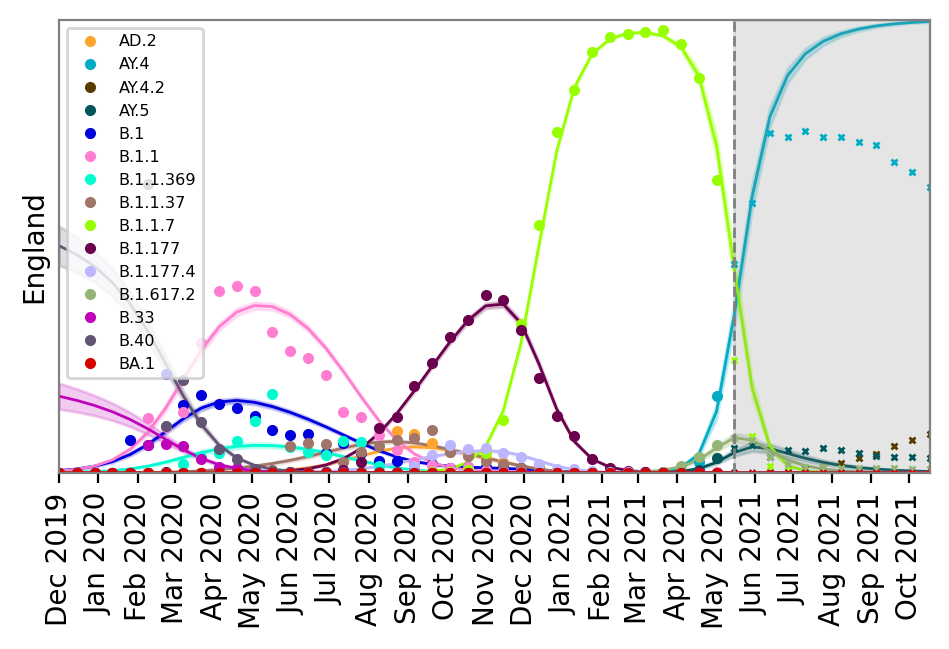 AD.2
AY.4
AY.4.2
AY.5
B.1
B.1.1
B.1.1.369
B.1.1.37
B.1.1.7
B.1.177
B.1.177.4
B.1.617.2
B.33
B.40
BA.1
England
Dec 2019
Jan 2020
Feb 2020
Mar 2020
Apr 2020
May 2020
Jun 2020
Jul 2020
Aug 2020
Sep 2020
Oct 2020
Nov 2020
Dec 2020
Jan 2021
Feb 2021
Mar 2021
Apr 2021
May 2021
Jun 2021
Jul 2021
Aug 2021
Sep 2021
Oct 2021